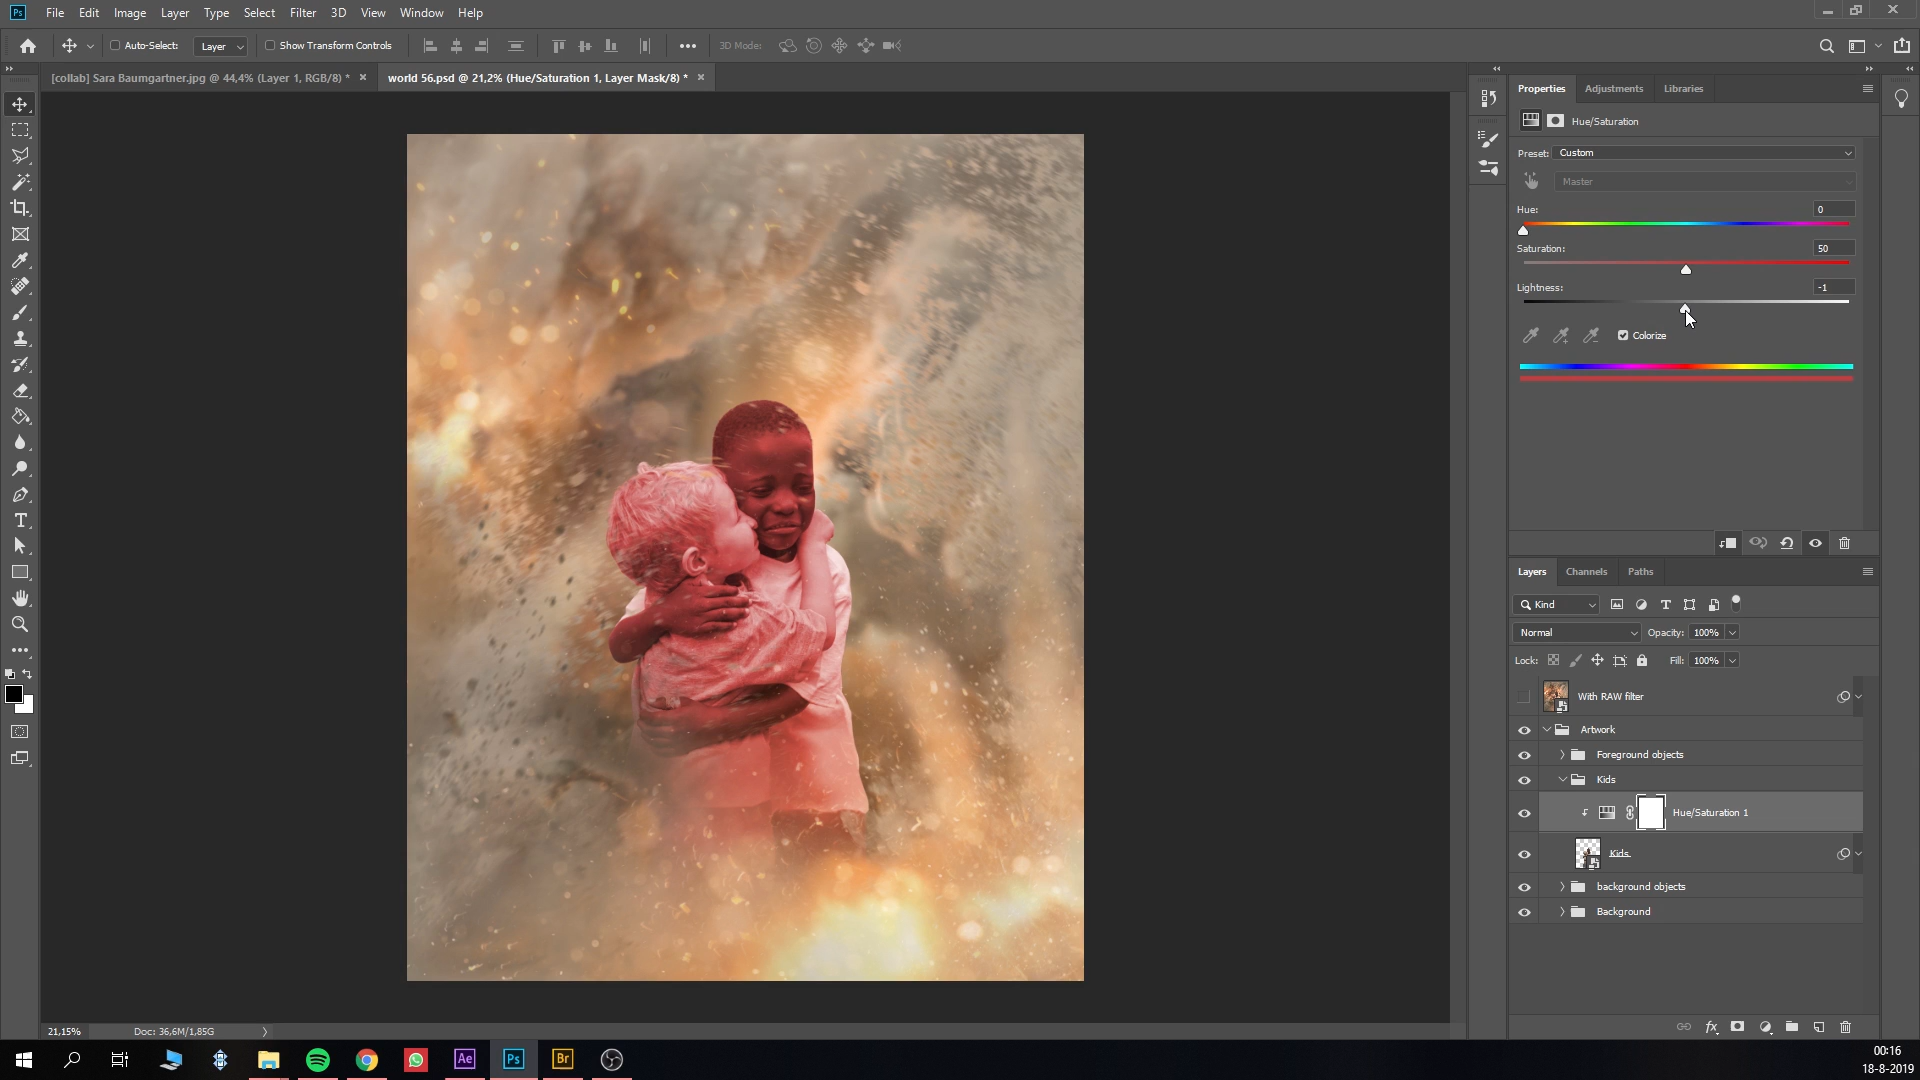 Ps File Edit Image Layer Type Select Filter 3D View Window Help
Auto-Select: Layer Show Transform Controls 3D Mode:
[collab] Sara Baumgartner.jpg @ 44,4% (Layer 1, RGB/8) * × world 56.psd @ 21,2% (Hue/Saturation 1, Layer Mask/8) * ×
Properties Adjustments Libraries
Hue/Saturation
Preset: Custom
Master
Hue: 0
Saturation: 50
Lightness: -1
Colorize
Layers Channels Paths
Kind
Normal Opacity: 100%
Lock: Fill: 100%
With RAW filter
Artwork
Foreground objects
Kids
Hue/Saturation 1
Kids
background objects
Background
21,15% Doc: 36,6M/1,85G
Ae Ps Br
00:16
18-8-2019